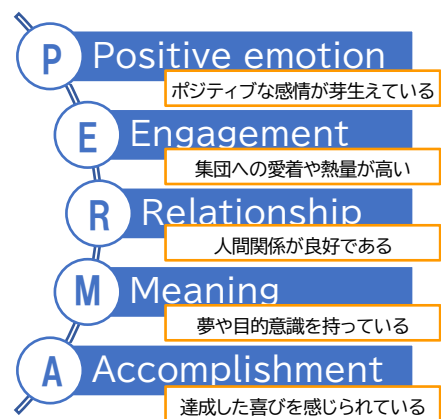 P Positive emotion
ポジティブな感情が芽生えている
E Engagement
集団への愛着や熱量が高い
R Relationship
人間関係が良好である
M Meaning
夢や目的意識を持っている
A Accomplishment
達成した喜びを感じられている